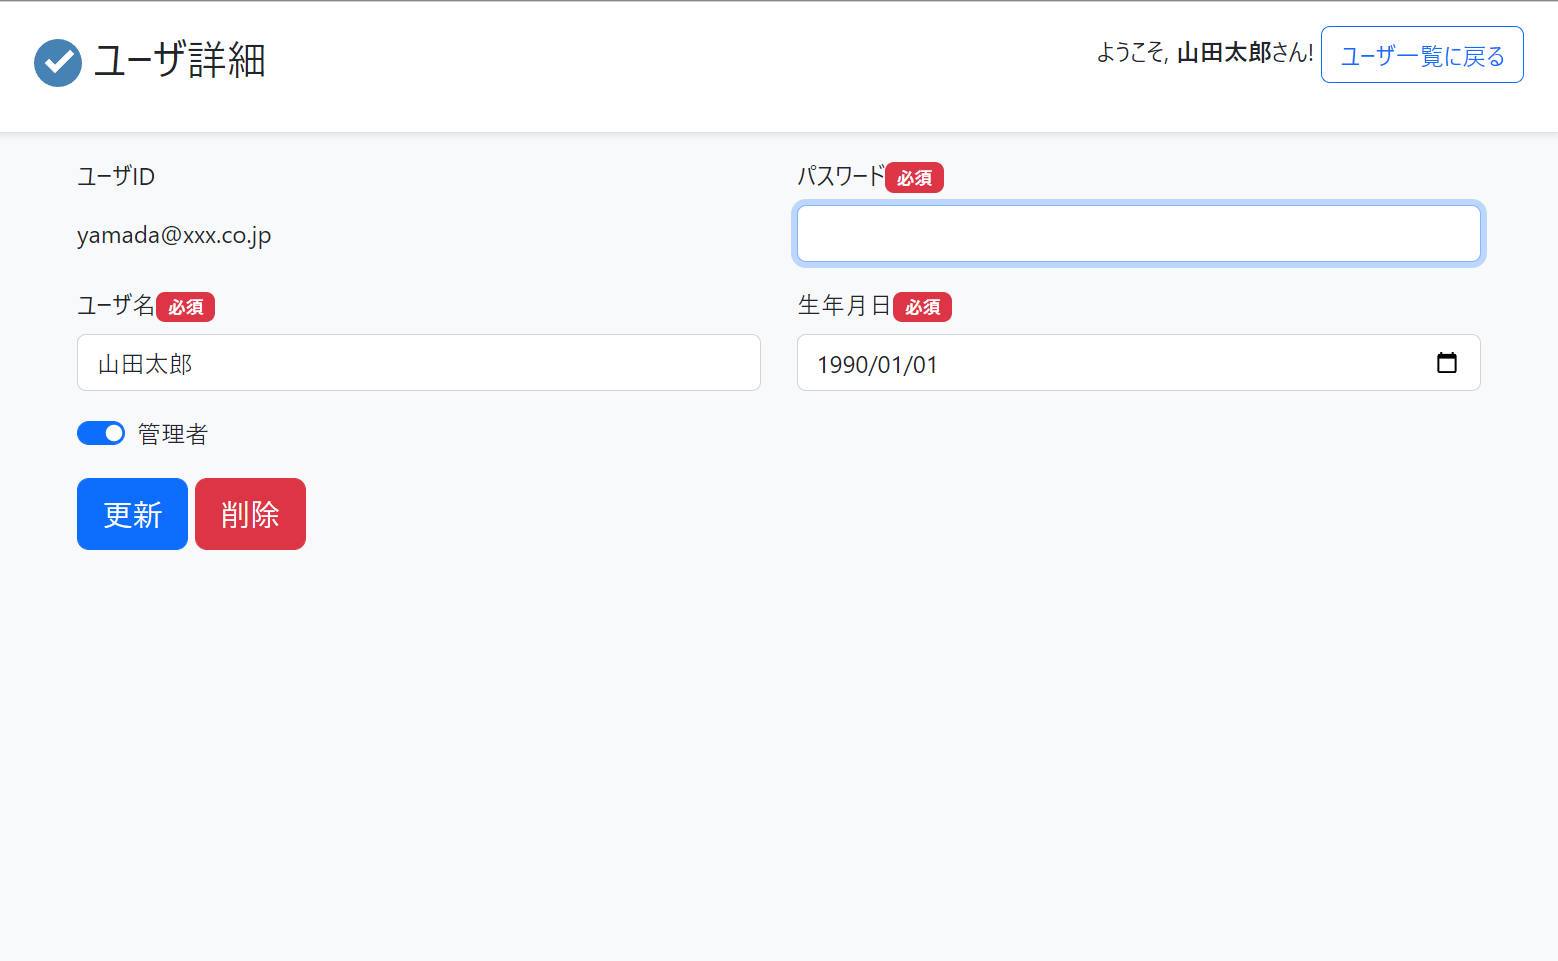 ユーザ詳細
ようこそ, 山田太郎さん! ユーザ一覧に戻る
ユーザID
yamada@xxx.co.jp
パスワード必須
ユーザ名必須
山田太郎
生年月日必須
1990/01/01
管理者
更新 削除